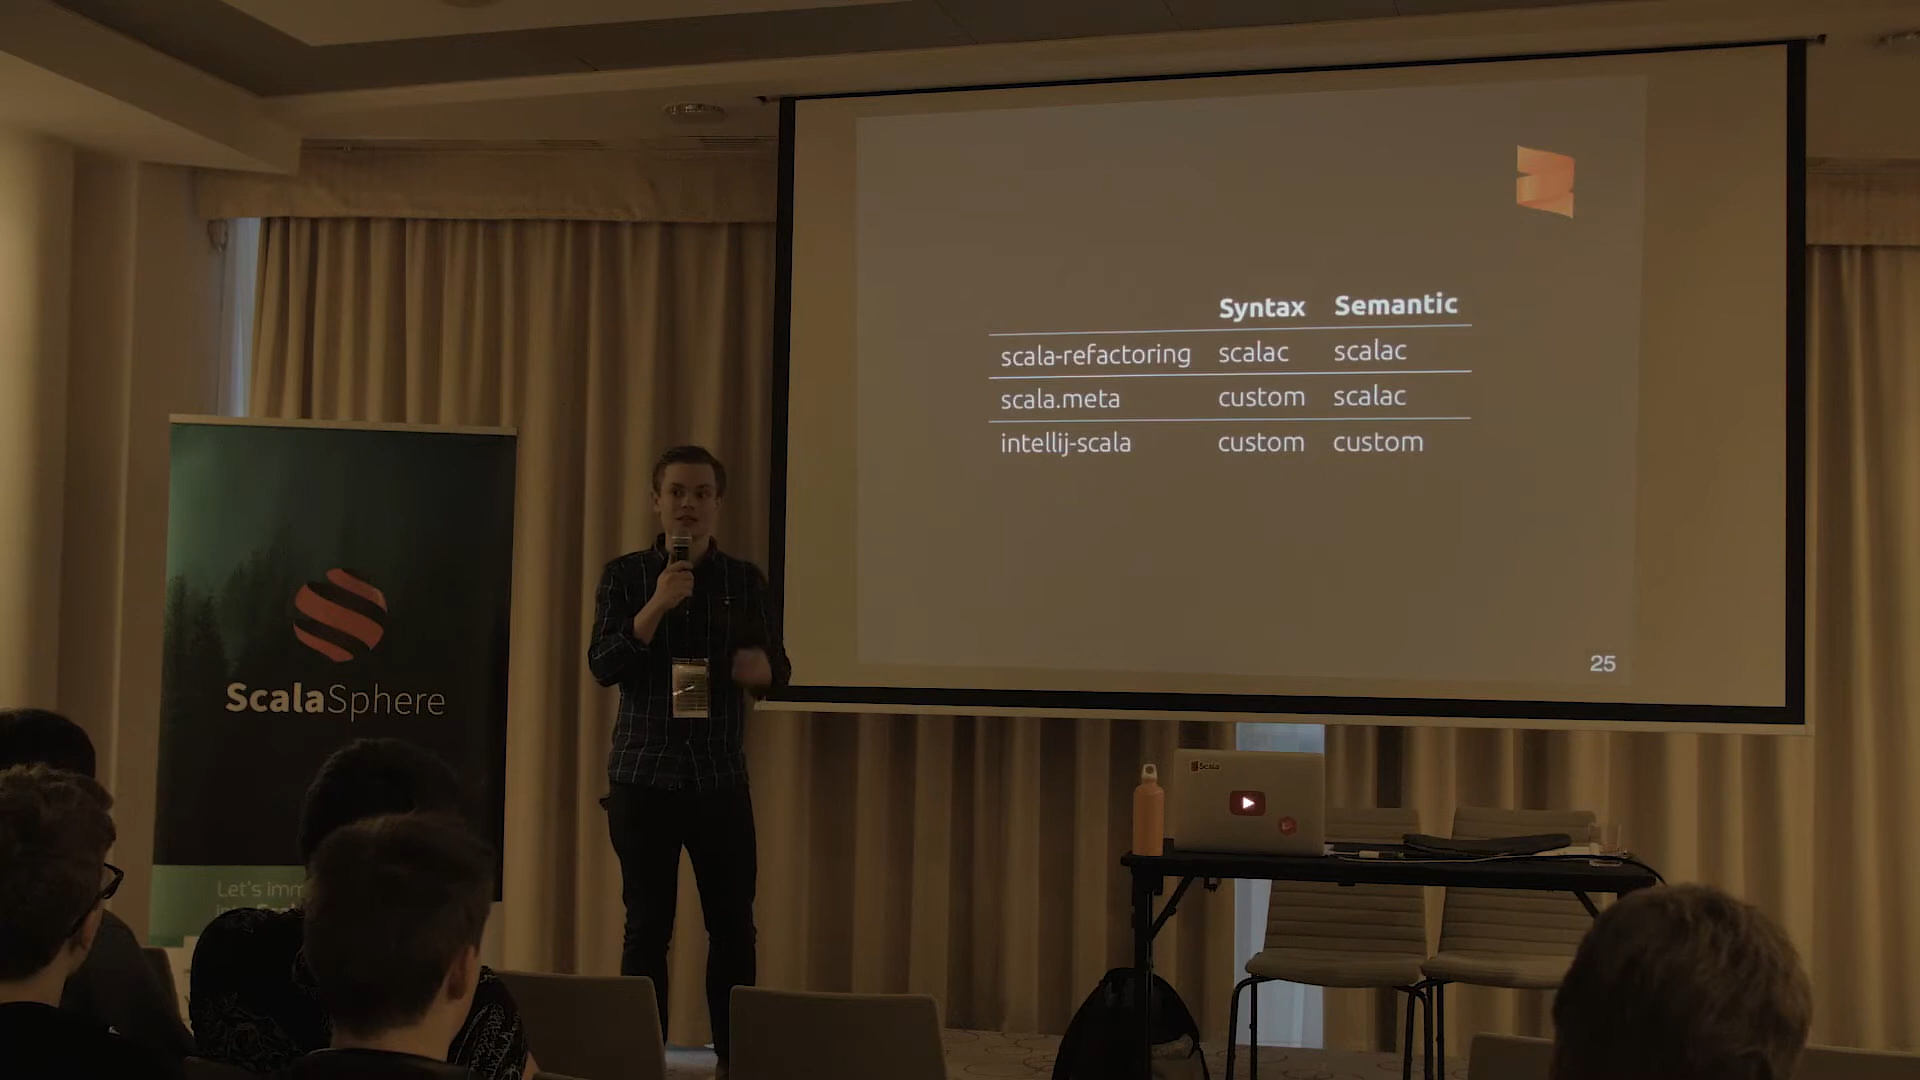 Syntax Semantic
scala-refactoring scalac scalac
scala.meta custom scalac
intellij-scala custom custom
25
ScalaSphere
Let's imm
Scala